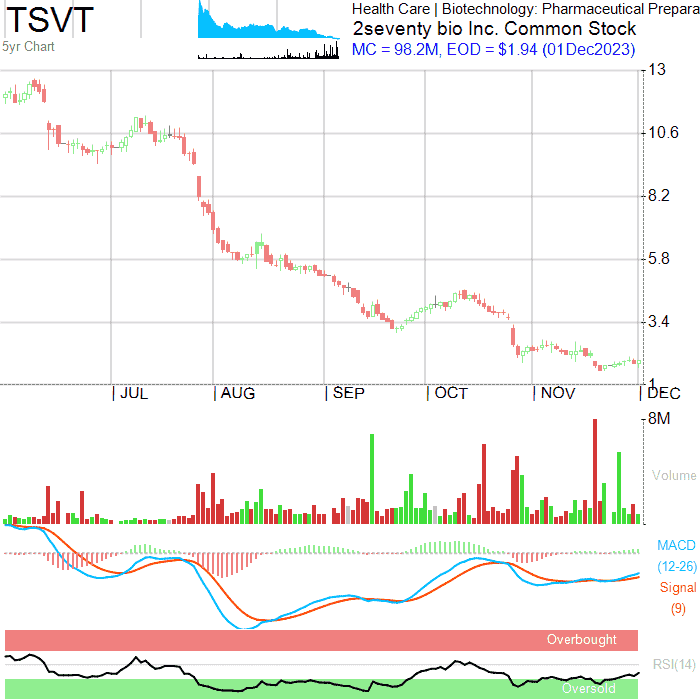 TSVT
5yr Chart
Health Care | Biotechnology: Pharmaceutical Prepara
2seventy bio Inc. Common Stock
MC = 98.2M, EOD = $1.94 (01Dec2023)
13
10.6
8.2
5.8
3.4
1
JUL
AUG
SEP
OCT
NOV
DEC
8M
Volume
MACD
(12-26)
Signal
(9)
Overbought
RSI(14)
Oversold